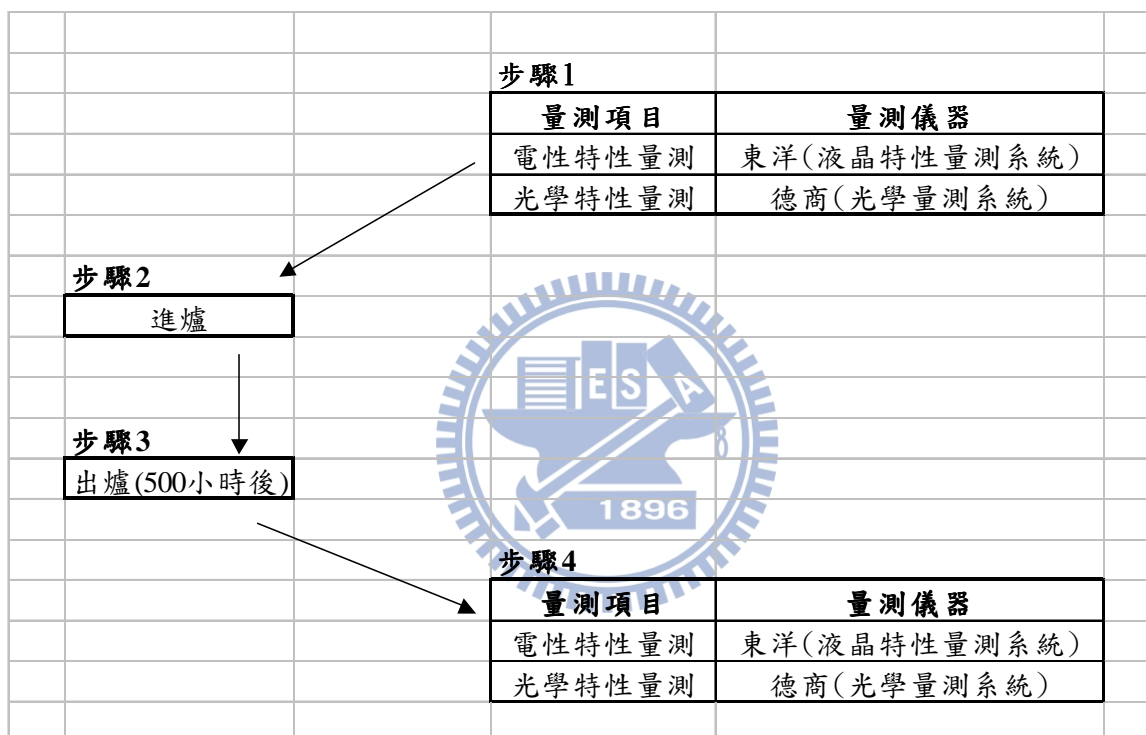 步驟1
量測項目 量測儀器
電性特性量測 東洋(液晶特性量測系統)
光學特性量測 德商(光學量測系統)
步驟2
進爐
ESA
步驟3
8
出爐(500小時後)
1896
步驟4
量測項目 量測儀器
電性特性量測 東洋(液晶特性量測系統)
光學特性量測 德商(光學量測系統)